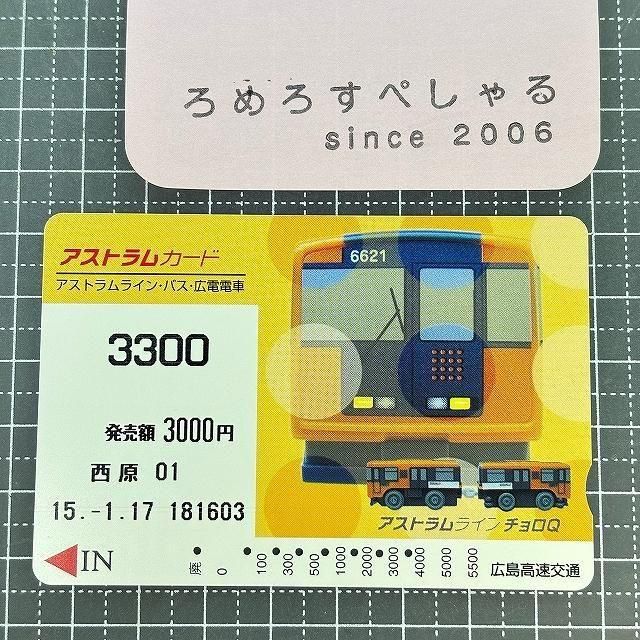 ろめろすぺしゃる
since 2006
アストラムカード
アストラムライン・バス・広電電車
6621
3300
発売額 3000円
西原 01
15.-1.17 181603
アストラムライン チョロQ
IN
廃 0 100 300 500 1000 2000 3000 4000 5000 5500
広島高速交通